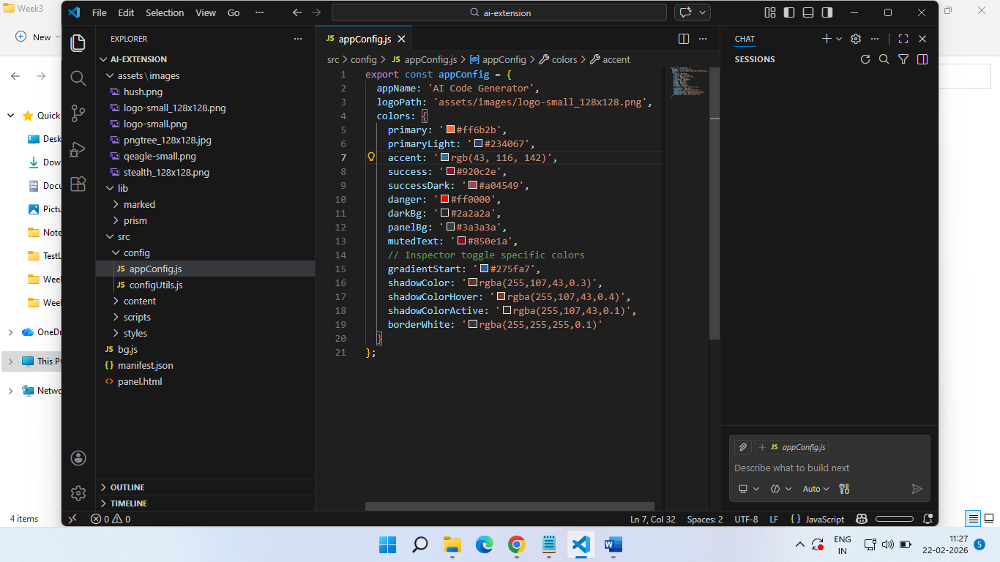 Week3
File Edit Selection View Go ··· ai-extension
New
EXPLORER ···
AI-EXTENSION
assets\images
hush.png
logo-small_128x128.png
logo-small.png
pngtree_128x128.jpg
qeagle-small.png
stealth_128x128.png
lib
marked
prism
src
config
JS appConfig.js
JS configUtils.js
content
scripts
styles
JS bg.js
{ } manifest.json
<> panel.html
OUTLINE
TIMELINE
JS appConfig.js
src > config > JS appConfig.js > appConfig > colors > accent
1 export const appConfig = {
2 appName: 'AI Code Generator',
3 logoPath: 'assets/images/logo-small_128x128.png',
4 colors: {
5 primary: '#ff6b2b',
6 primaryLight: '#234067',
7 accent: 'rgb(43, 116, 142)',
8 success: '#920c2e',
9 successDark: '#a04549',
10 danger: '#ff0000',
11 darkBg: '#2a2a2a',
12 panelBg: '#3a3a3a',
13 mutedText: '#850e1a',
14 // Inspector toggle specific colors
15 gradientStart: '#275fa7',
16 shadowColor: 'rgba(255,107,43,0.3)',
17 shadowColorHover: 'rgba(255,107,43,0.4)',
18 shadowColorActive: 'rgba(255,107,43,0.1)',
19 borderWhite: 'rgba(255,255,255,0.1)'
20 }
21 };
CHAT
SESSIONS
+ JS appConfig.js
Describe what to build next
Auto
Quick
Desk
Dow
Docu
Pictu
Note
TestL
Week
Week
OneDr
This P
Netwo
4 items
0 0
Ln 7, Col 32 Spaces: 2 UTF-8 LF { } JavaScript
ENG
IN
11:27
22-02-2026
5